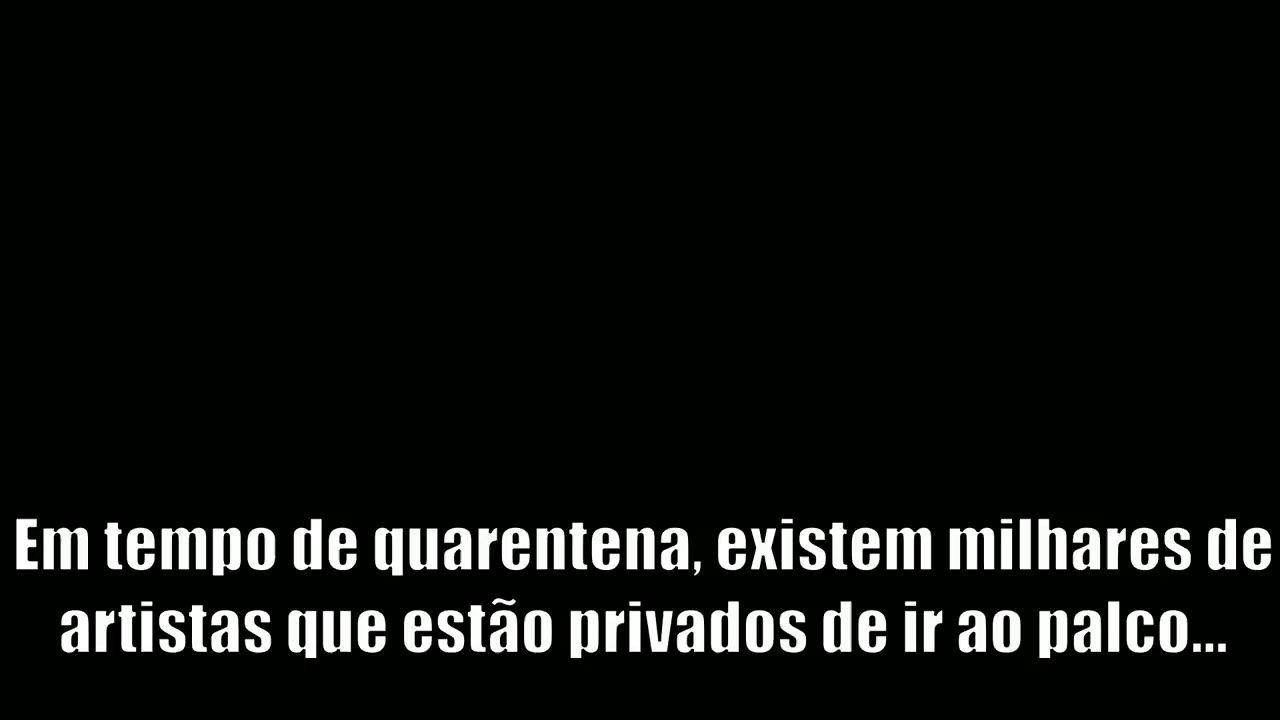 Em tempo de quarentena, existem milhares de
artistas que estão privados de ir ao palco...